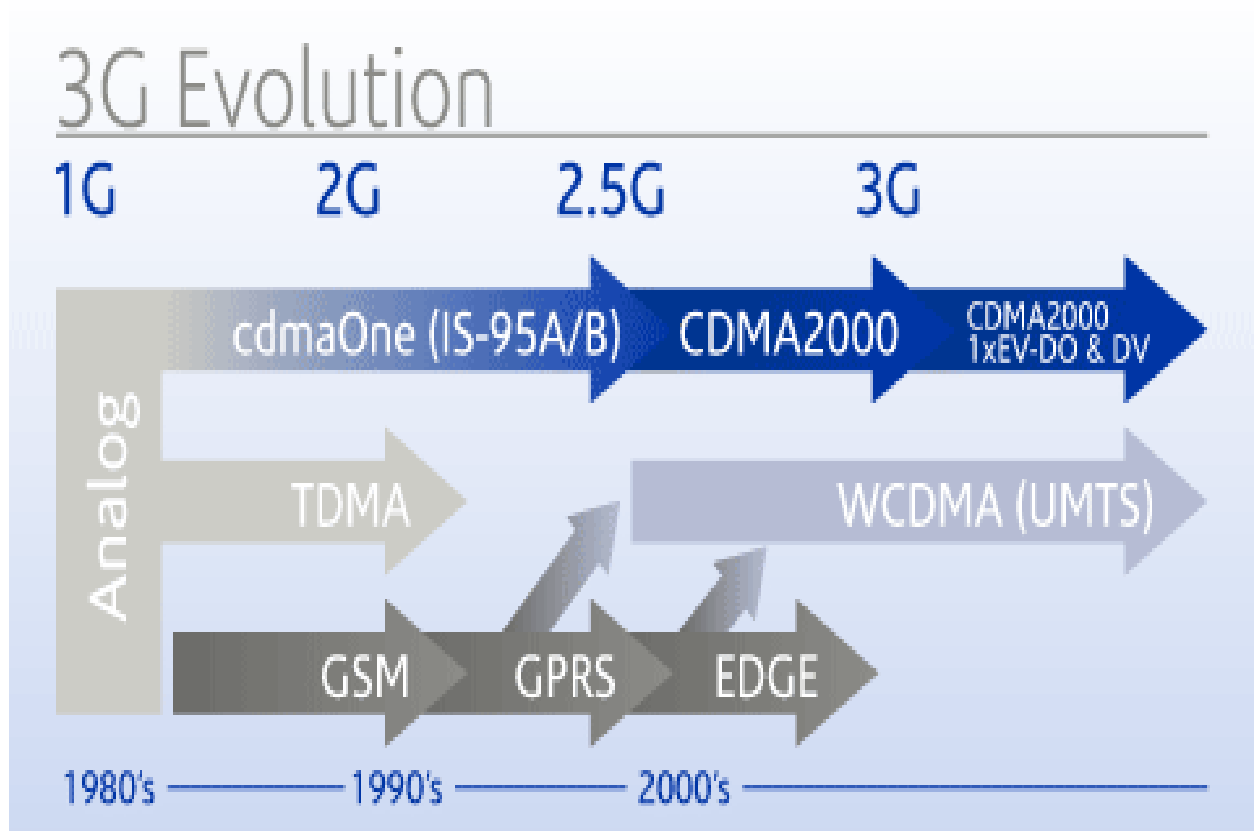 3G Evolution
1G 2G 2.5G 3G
cdmaOne (IS-95A/B) CDMA2000 CDMA2000
1xEV-DO & DV
Analog
TDMA WCDMA (UMTS)
GSM GPRS EDGE
1980's 1990's 2000's